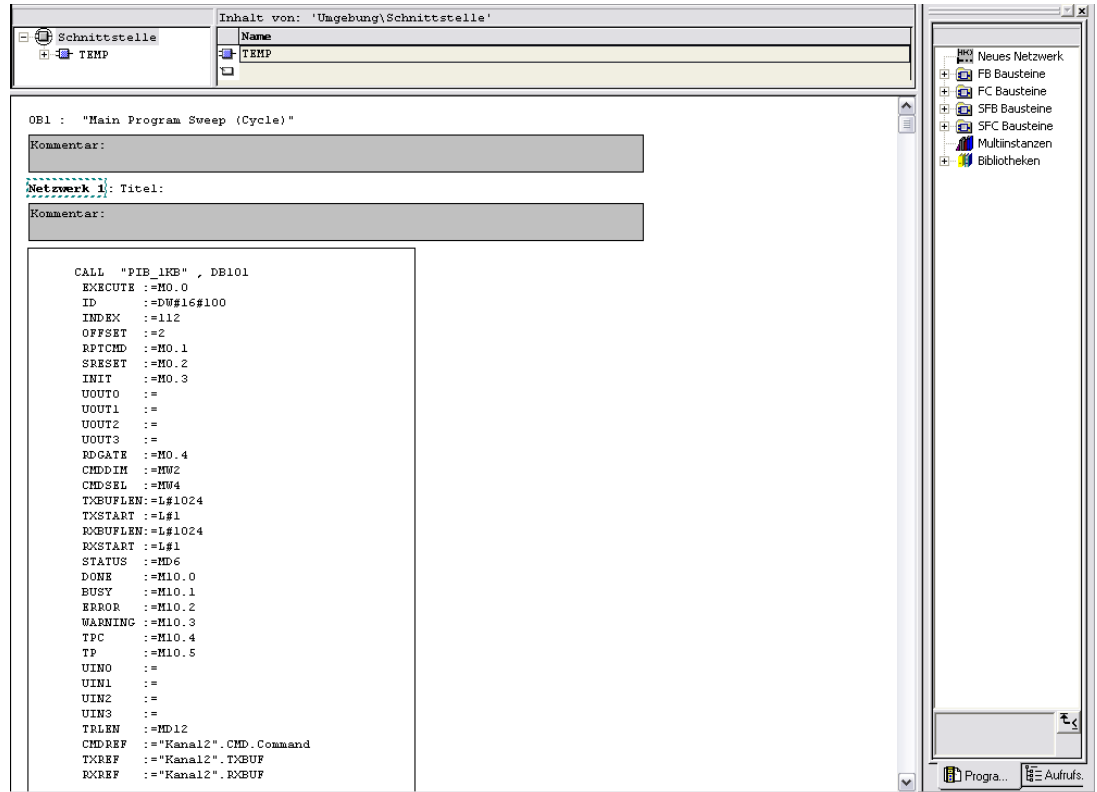 Inhalt von: 'Umgebung\Schnittstelle'
Schnittstelle
TEMP
Name
TEMP
OB1 : "Main Program Sweep (Cycle)"
Kommentar:
Netzwerk 1: Titel:
Kommentar:
CALL "PIB_1KB" , DB101
EXECUTE :=M0.0
ID :=DW#16#100
INDEX :=112
OFFSET :=2
RPTCMD :=M0.1
SRESET :=M0.2
INIT :=M0.3
UOUT0 :=
UOUT1 :=
UOUT2 :=
UOUT3 :=
RDGATE :=M0.4
CMDDIM :=MW2
CMDSEL :=MW4
TXBUFLEN:=L#1024
TXSTART :=L#1
RXBUFLEN:=L#1024
RXSTART :=L#1
STATUS :=MD6
DONE :=M10.0
BUSY :=M10.1
ERROR :=M10.2
WARNING :=M10.3
TPC :=M10.4
TP :=M10.5
UIN0 :=
UIN1 :=
UIN2 :=
UIN3 :=
TRLEN :=MD12
CMDREF :="Kanal2".CMD.Command
TXREF :="Kanal2".TXBUF
RXREF :="Kanal2".RXBUF
Neues Netzwerk
FB Bausteine
FC Bausteine
SFB Bausteine
SFC Bausteine
Multiinstanzen
Bibliotheken
Progra...
Aufrufs.